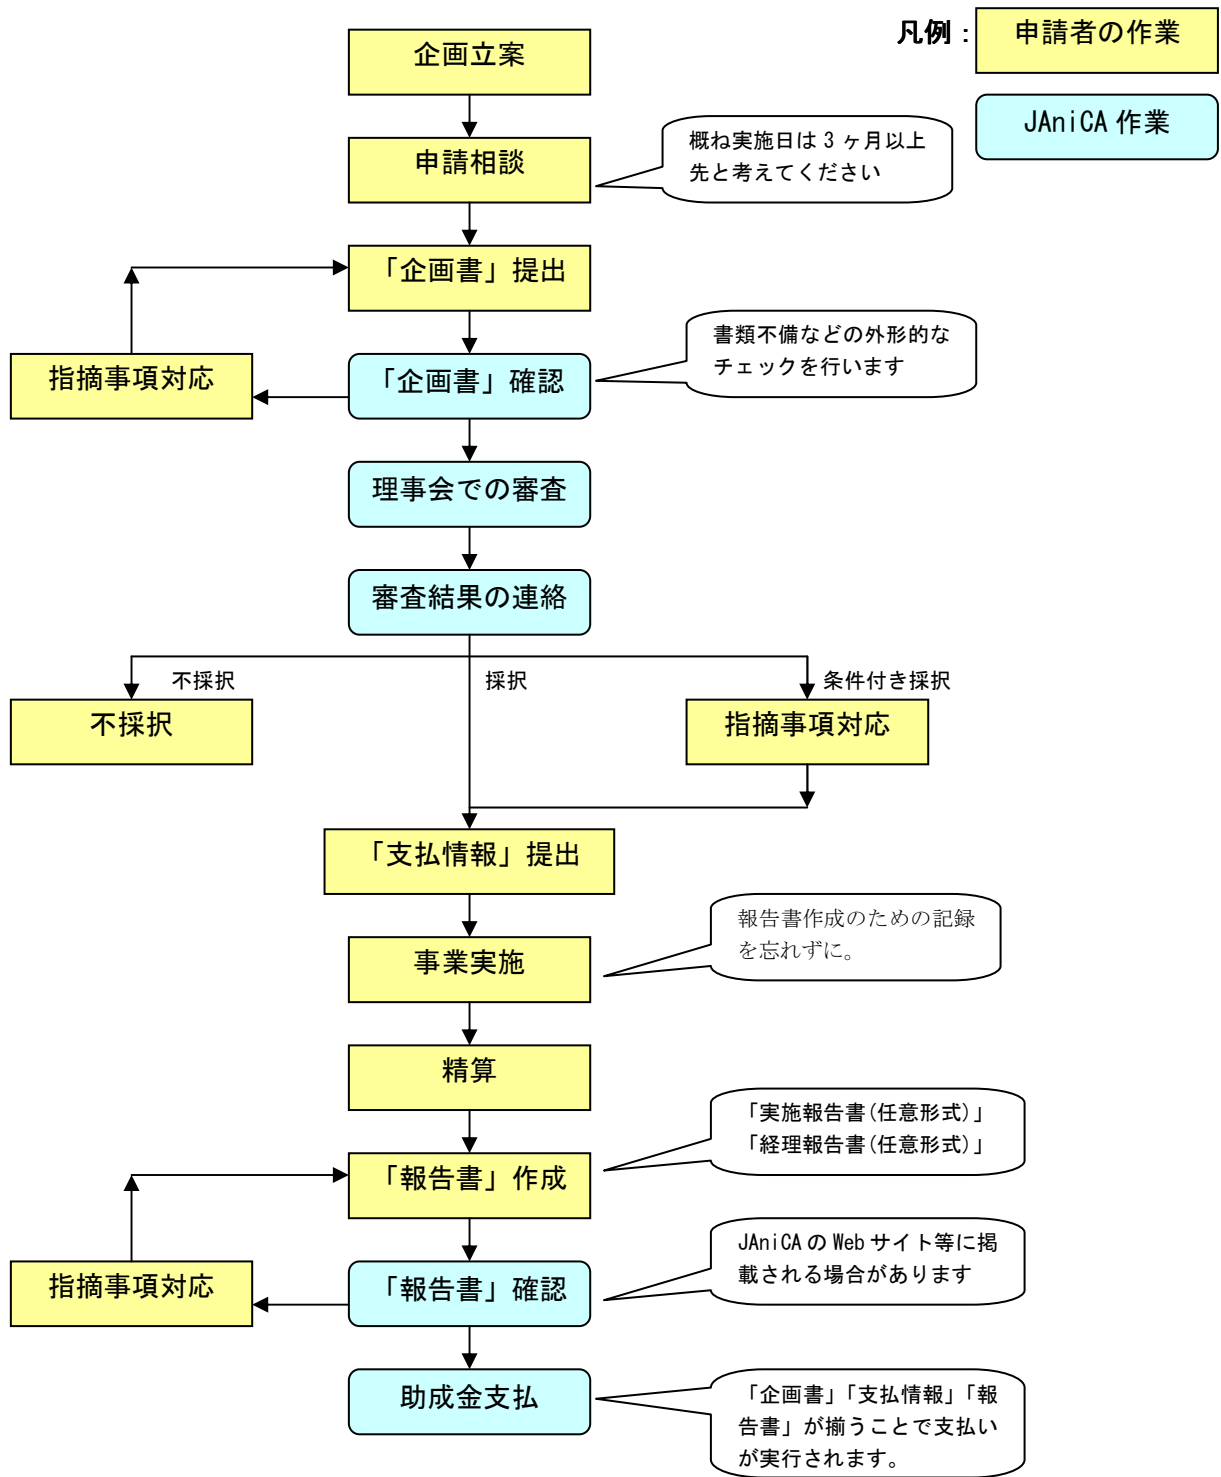 凡例：
申請者の作業
JAniCA 作業
企画立案
申請相談
概ね実施日は 3 ヶ月以上
先と考えてください
「企画書」提出
指摘事項対応
「企画書」確認
書類不備などの外形的な
チェックを行います
理事会での審査
審査結果の連絡
不採択
採択
条件付き採択
不採択
指摘事項対応
「支払情報」提出
事業実施
報告書作成のための記録
を忘れずに。
精算
「報告書」作成
「実施報告書(任意形式)」
「経理報告書(任意形式)」
指摘事項対応
「報告書」確認
JAniCA の Web サイト等に掲
載される場合があります
助成金支払
「企画書」「支払情報」「報
告書」が揃うことで支払い
が実行されます。